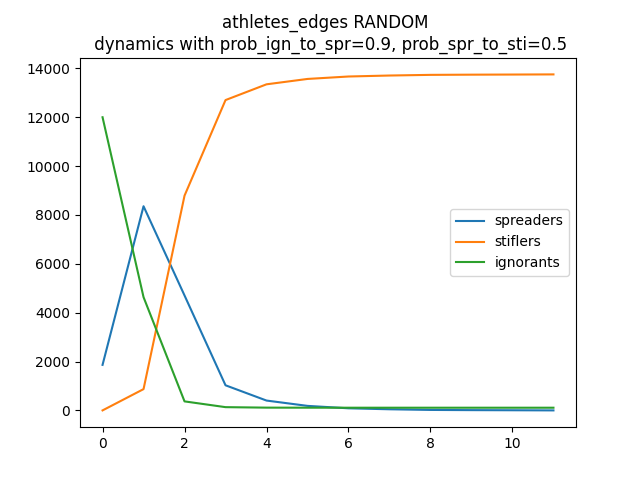 athletes_edges RANDOM
dynamics with prob_ign_to_spr=0.9, prob_spr_to_sti=0.5
14000
12000
10000
8000
6000
4000
2000
0
spreaders
stiflers
ignorants
0 2 4 6 8 10